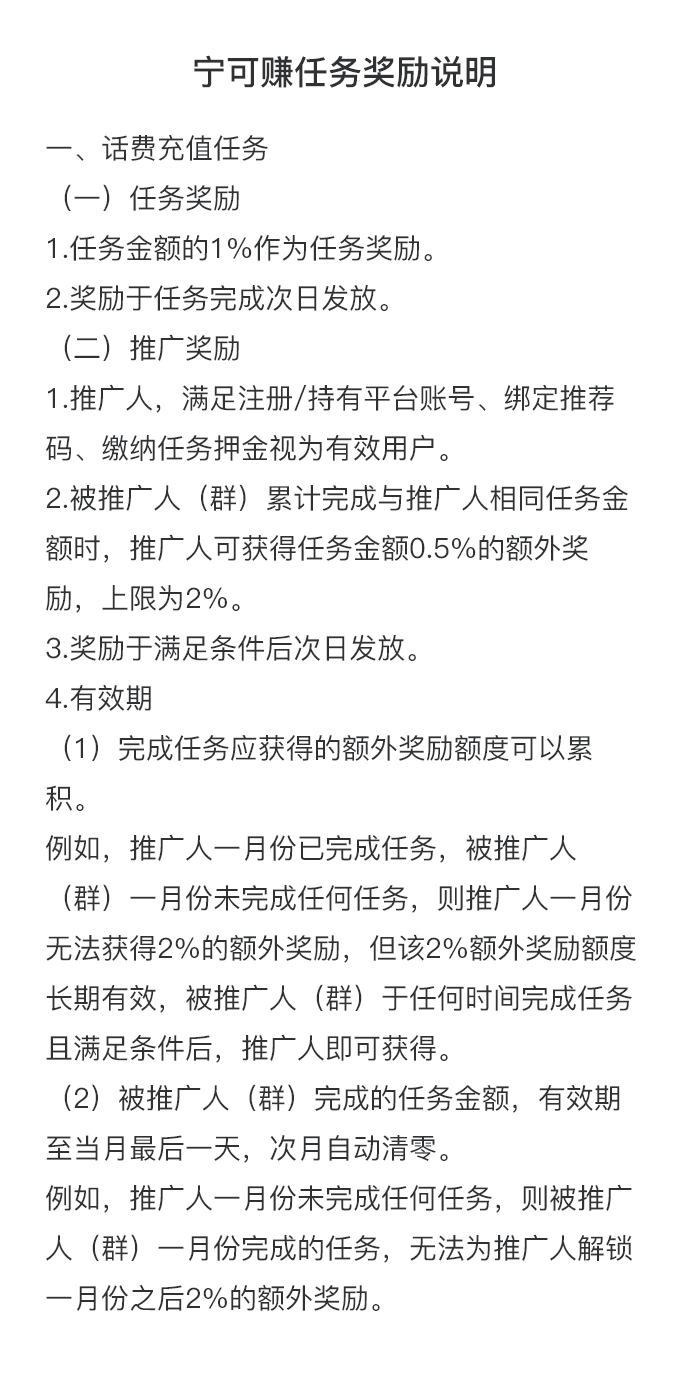 宁可赚任务奖励说明
一、话费充值任务
（一）任务奖励
1.任务金额的1%作为任务奖励。
2.奖励于任务完成次日发放。
（二）推广奖励
1.推广人，满足注册/持有平台账号、绑定推荐
码、缴纳任务押金视为有效用户。
2.被推广人（群）累计完成与推广人相同任务金
额时，推广人可获得任务金额0.5%的额外奖
励，上限为2%。
3.奖励于满足条件后次日发放。
4.有效期
（1）完成任务应获得的额外奖励额度可以累
积。
例如，推广人一月份已完成任务，被推广人
（群）一月份未完成任何任务，则推广人一月份
无法获得2%的额外奖励，但该2%额外奖励额度
长期有效，被推广人（群）于任何时间完成任务
且满足条件后，推广人即可获得。
（2）被推广人（群）完成的任务金额，有效期
至当月最后一天，次月自动清零。
例如，推广人一月份未完成任何任务，则被推广
人（群）一月份完成的任务，无法为推广人解锁
一月份之后2%的额外奖励。